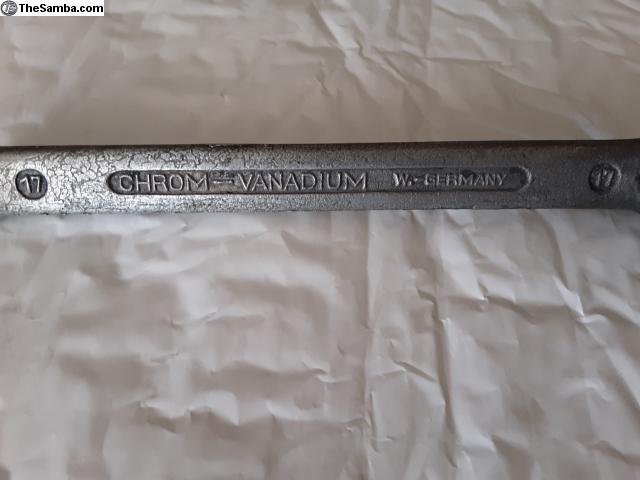 TheSamba.com
17 CHROM-VANADIUM W.-GERMANY 17